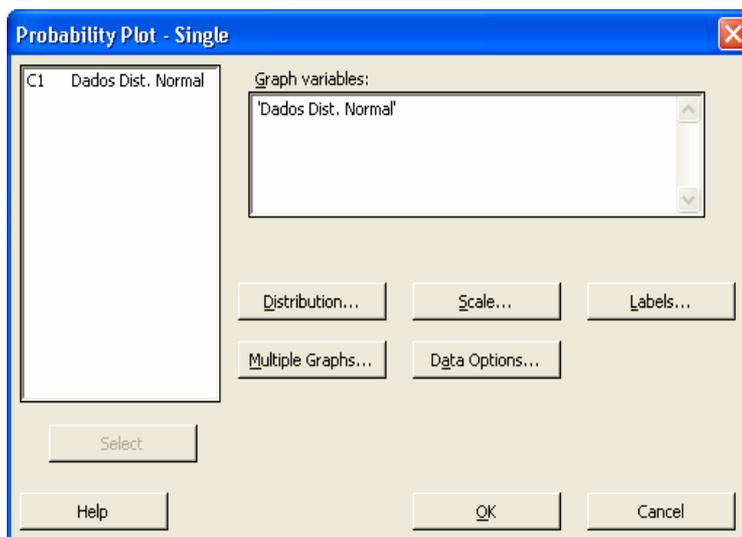 Probability Plot - Single
C1 Dados Dist. Normal
Graph variables:
'Dados Dist. Normal'
Distribution...
Scale...
Labels...
Multiple Graphs...
Data Options...
Select
Help
OK
Cancel